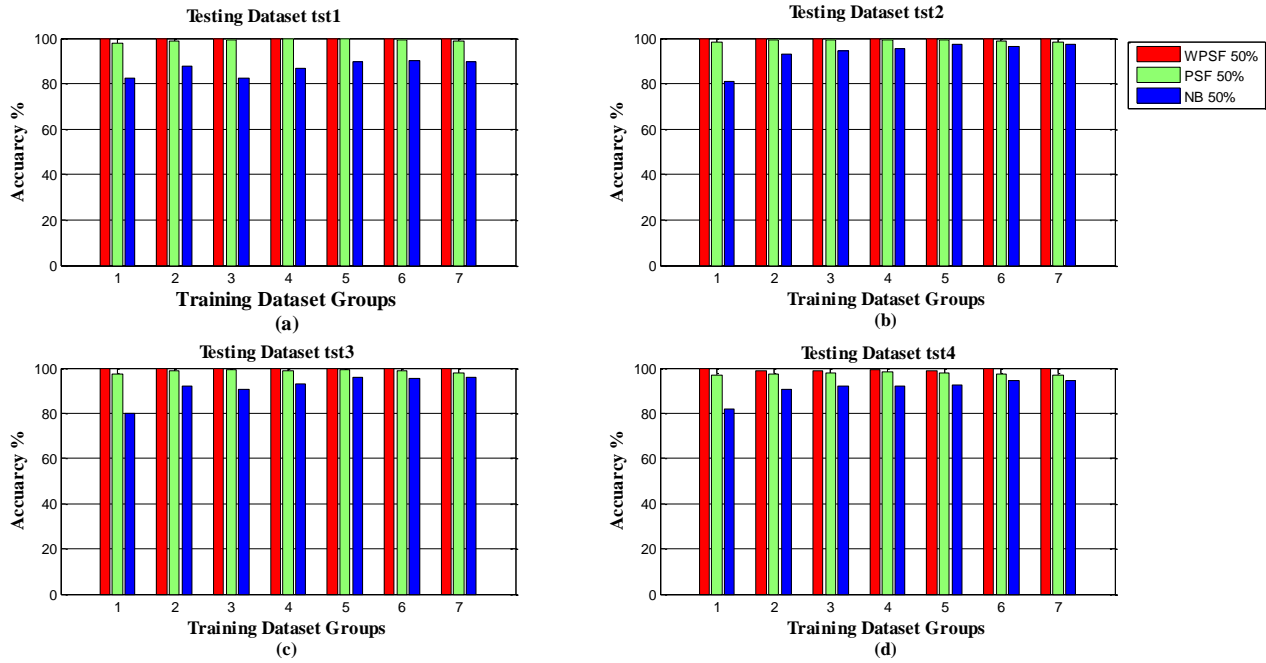 Testing Dataset tst1
100
80
60
40
20
0
Accuarcy %
1 2 3 4 5 6 7
Training Dataset Groups
(a)
Testing Dataset tst2
100
80
60
40
20
0
Accuarcy %
1 2 3 4 5 6 7
Training Dataset Groups
(b)
WPSF 50%
PSF 50%
NB 50%
Testing Dataset tst3
100
80
60
40
20
0
Accuarcy %
1 2 3 4 5 6 7
Training Dataset Groups
(c)
Testing Dataset tst4
100
80
60
40
20
0
Accuarcy %
1 2 3 4 5 6 7
Training Dataset Groups
(d)